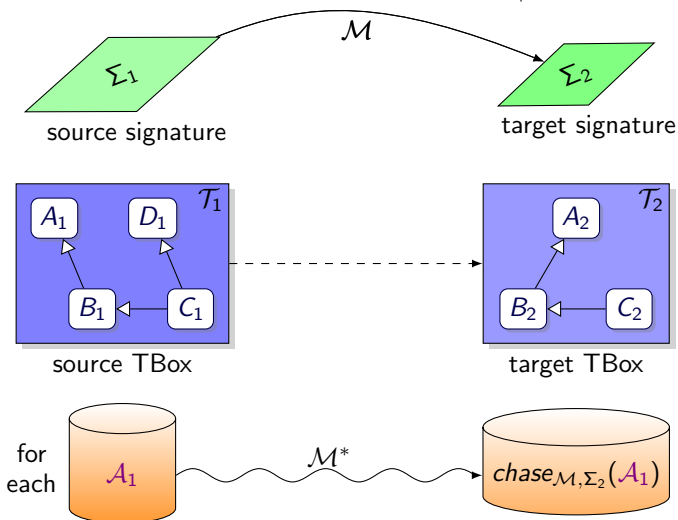 ℳ
Σ₁
Σ₂
source signature
target signature
𝒯₁
𝒯₂
A₁
D₁
A₂
B₁
C₁
B₂
C₂
source TBox
target TBox
for
each
𝒜₁
ℳ*
chase_{ℳ,Σ₂}(𝒜₁)